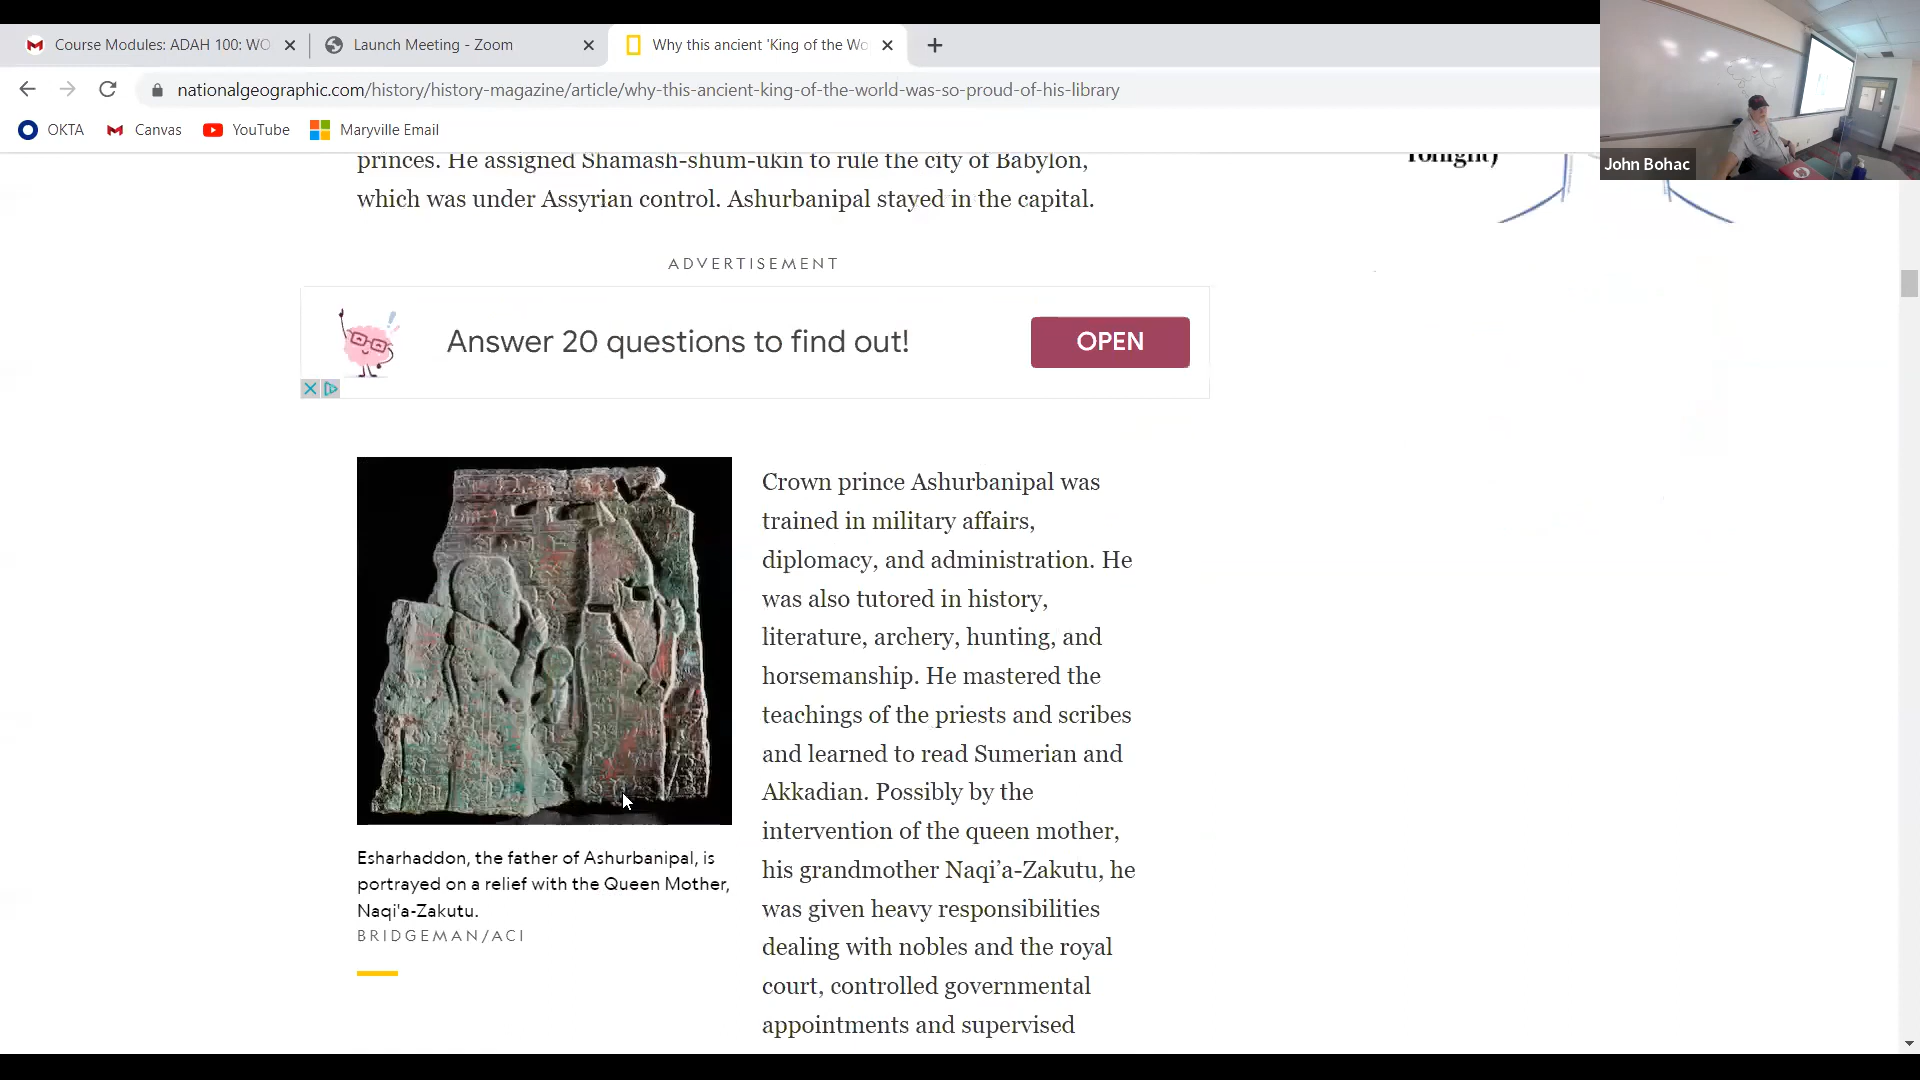 Course Modules: ADAH 100: WO
Launch Meeting - Zoom
Why this ancient 'King of the Wo
nationalgeographic.com/history/history-magazine/article/why-this-ancient-king-of-the-world-was-so-proud-of-his-library
OKTA
Canvas
YouTube
Maryville Email
John Bohac
Tonight)
princes. He assigned Shamash-shum-ukin to rule the city of Babylon,
which was under Assyrian control. Ashurbanipal stayed in the capital.
ADVERTISEMENT
Answer 20 questions to find out!
OPEN
Esharhaddon, the father of Ashurbanipal, is
portrayed on a relief with the Queen Mother,
Naqi'a-Zakutu.
BRIDGEMAN/ACI
Crown prince Ashurbanipal was
trained in military affairs,
diplomacy, and administration. He
was also tutored in history,
literature, archery, hunting, and
horsemanship. He mastered the
teachings of the priests and scribes
and learned to read Sumerian and
Akkadian. Possibly by the
intervention of the queen mother,
his grandmother Naqi’a-Zakutu, he
was given heavy responsibilities
dealing with nobles and the royal
court, controlled governmental
appointments and supervised